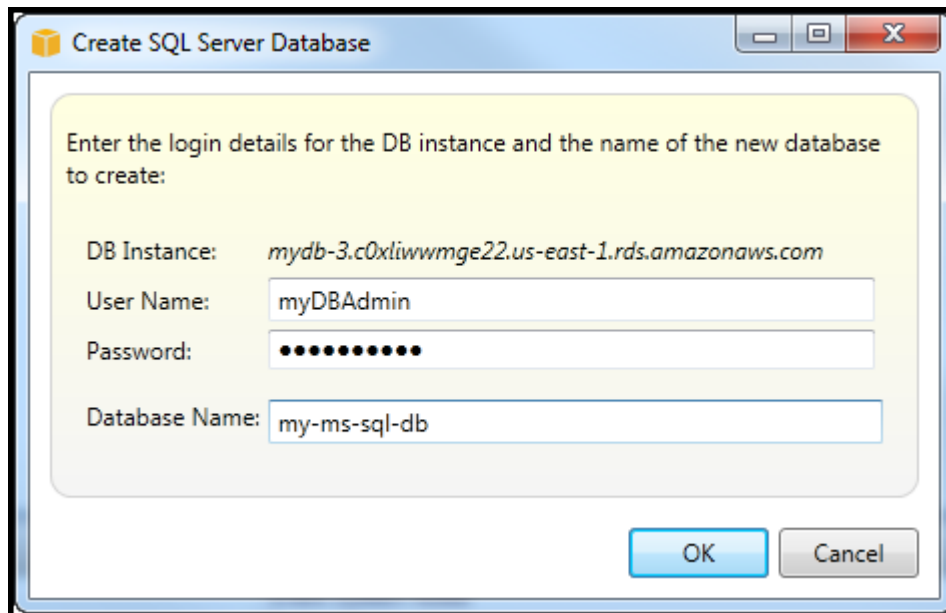 Create SQL Server Database
Enter the login details for the DB instance and the name of the new database
to create:
DB Instance: mydb-3.c0xliwwmge22.us-east-1.rds.amazonaws.com
User Name: myDBAdmin
Password: ●●●●●●●●●●
Database Name: my-ms-sql-db
OK Cancel